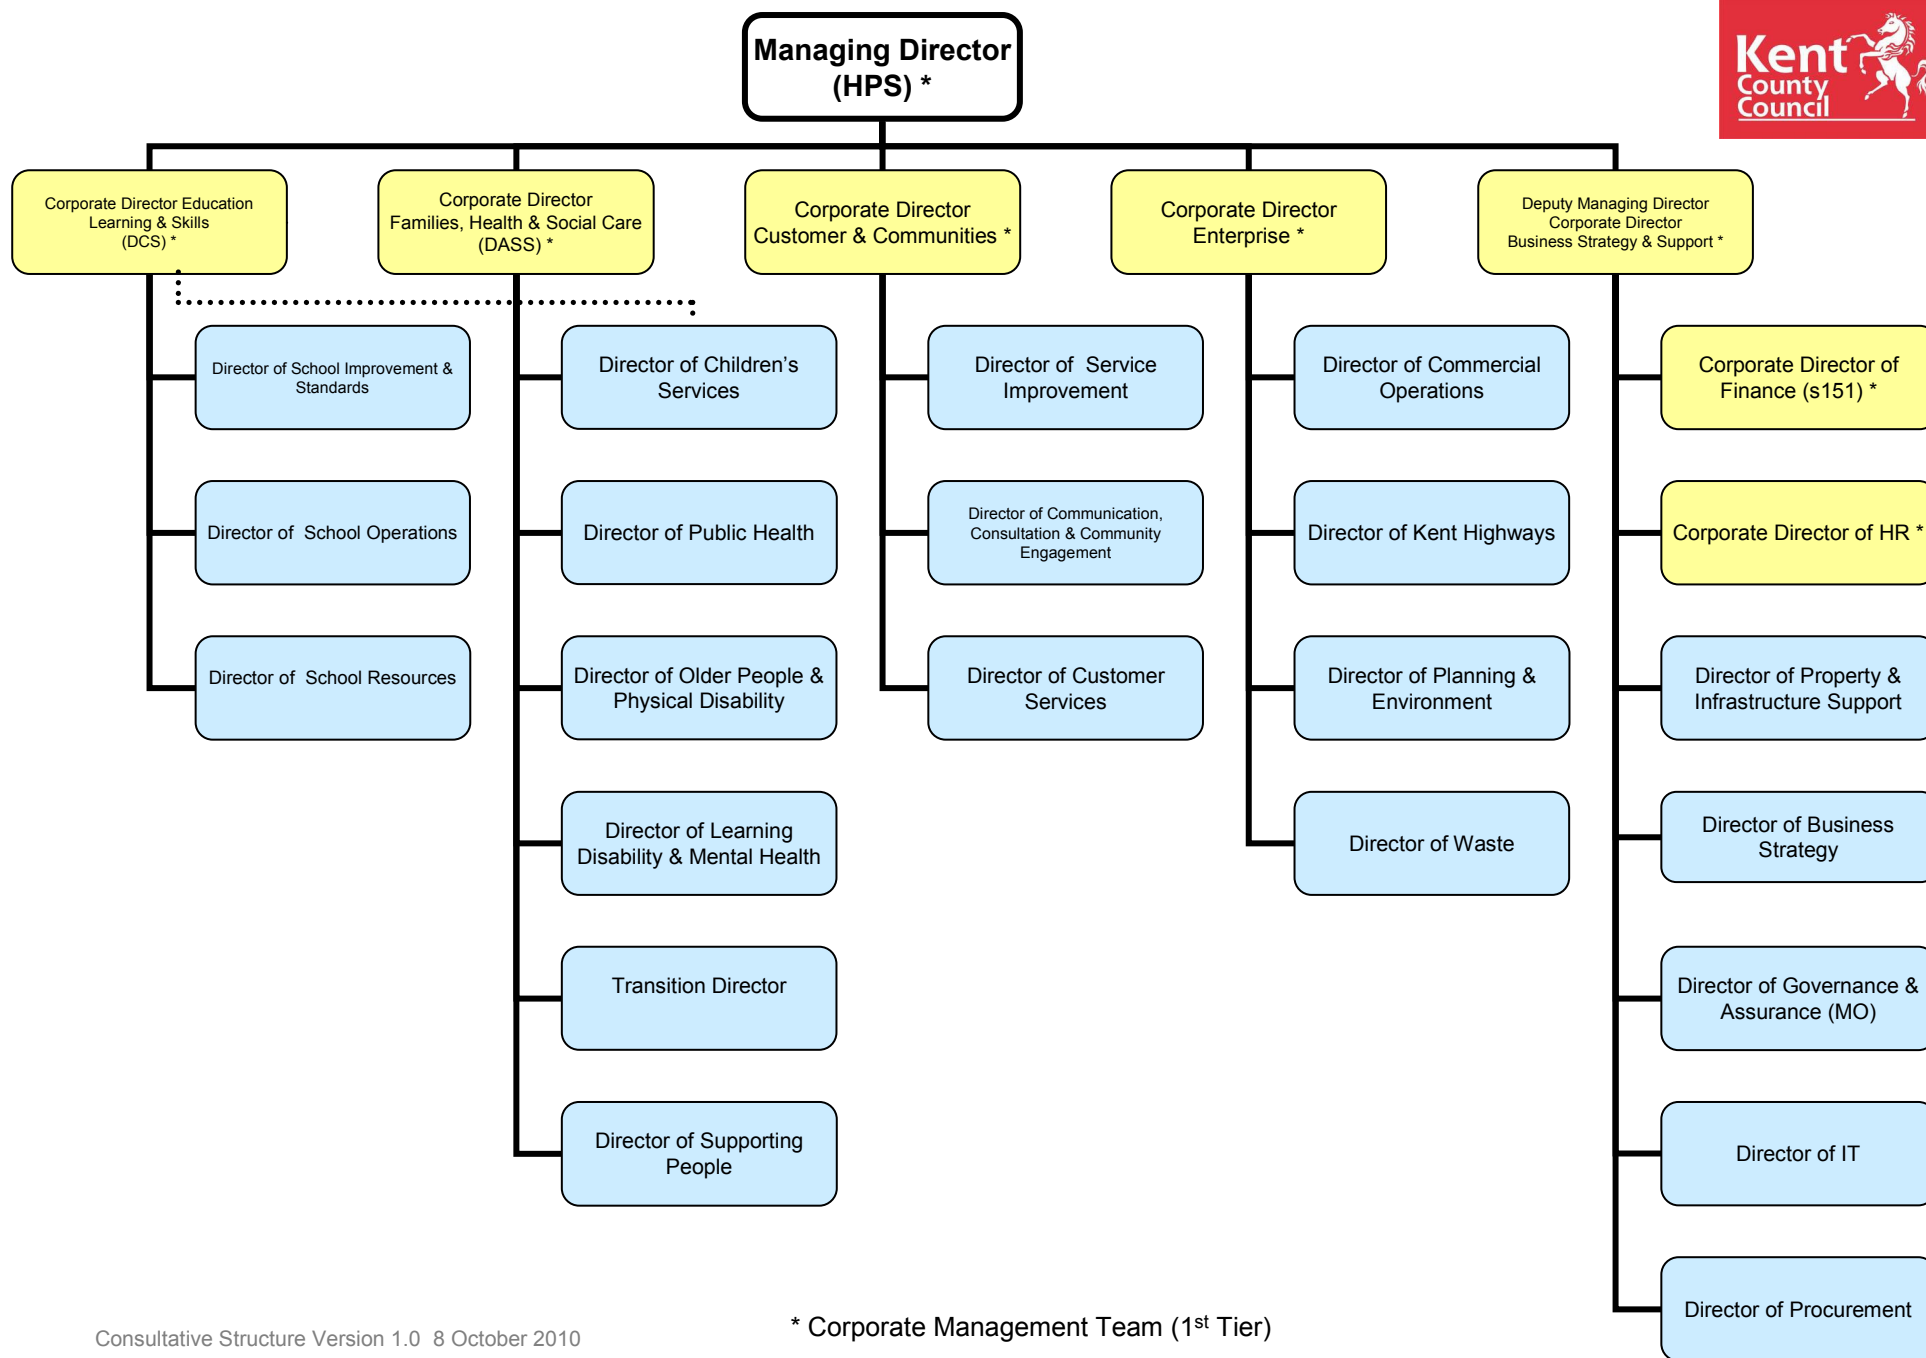 Managing Director
(HPS) *
Kent
County
Council
Corporate Director Education
Learning & Skills
(DCS) *
Corporate Director
Families, Health & Social Care
(DASS) *
Corporate Director
Customer & Communities *
Corporate Director
Enterprise *
Deputy Managing Director
Corporate Director
Business Strategy & Support *
Director of School Improvement &
Standards
Director of School Operations
Director of School Resources
Director of Children’s
Services
Director of Public Health
Director of Older People &
Physical Disability
Director of Learning
Disability & Mental Health
Transition Director
Director of Supporting
People
Director of Service
Improvement
Director of Communication,
Consultation & Community
Engagement
Director of Customer
Services
Director of Commercial
Operations
Director of Kent Highways
Director of Planning &
Environment
Director of Waste
Corporate Director of
Finance (s151) *
Corporate Director of HR *
Director of Property &
Infrastructure Support
Director of Business
Strategy
Director of Governance &
Assurance (MO)
Director of IT
Director of Procurement
Consultative Structure Version 1.0 8 October 2010
* Corporate Management Team (1st Tier)